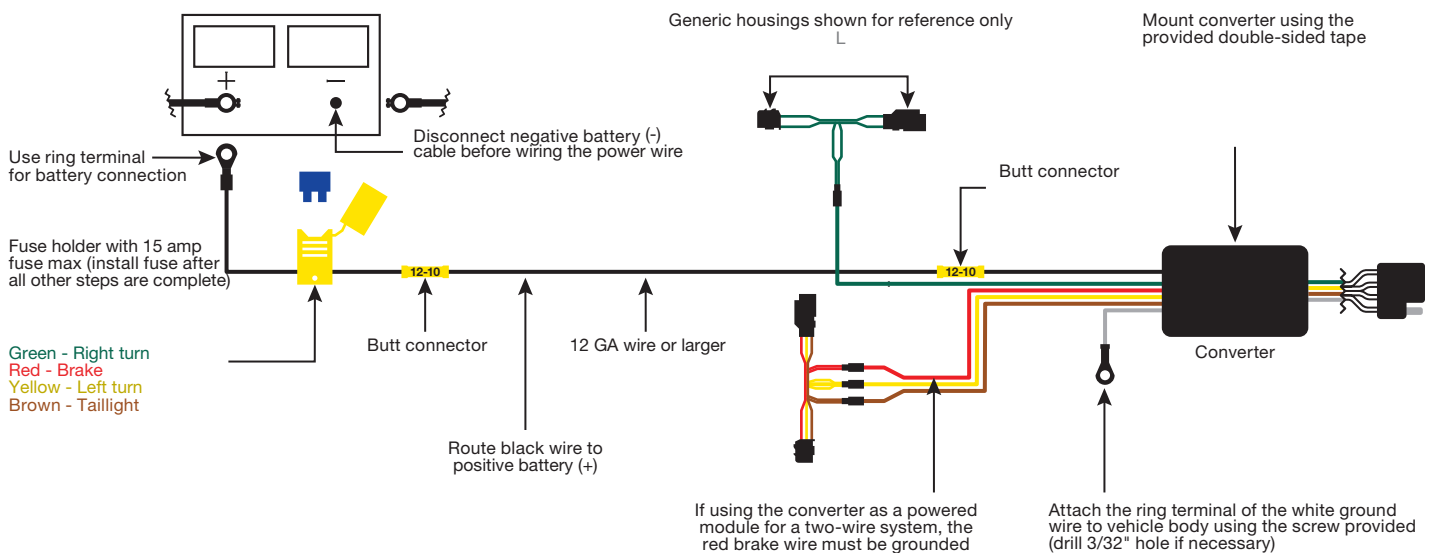 Generic housings shown for reference only
L
Mount converter using the
provided double-sided tape
+
−
Disconnect negative battery (-)
cable before wiring the power wire
Use ring terminal
for battery connection
Butt connector
Fuse holder with 15 amp
fuse max (install fuse after
all other steps are complete)
12-10
12-10
Green - Right turn
Red - Brake
Yellow - Left turn
Brown - Taillight
Butt connector
12 GA wire or larger
Converter
Route black wire to
positive battery (+)
If using the converter as a powered
module for a two-wire system, the
red brake wire must be grounded
Attach the ring terminal of the white ground
wire to vehicle body using the screw provided
(drill 3/32" hole if necessary)